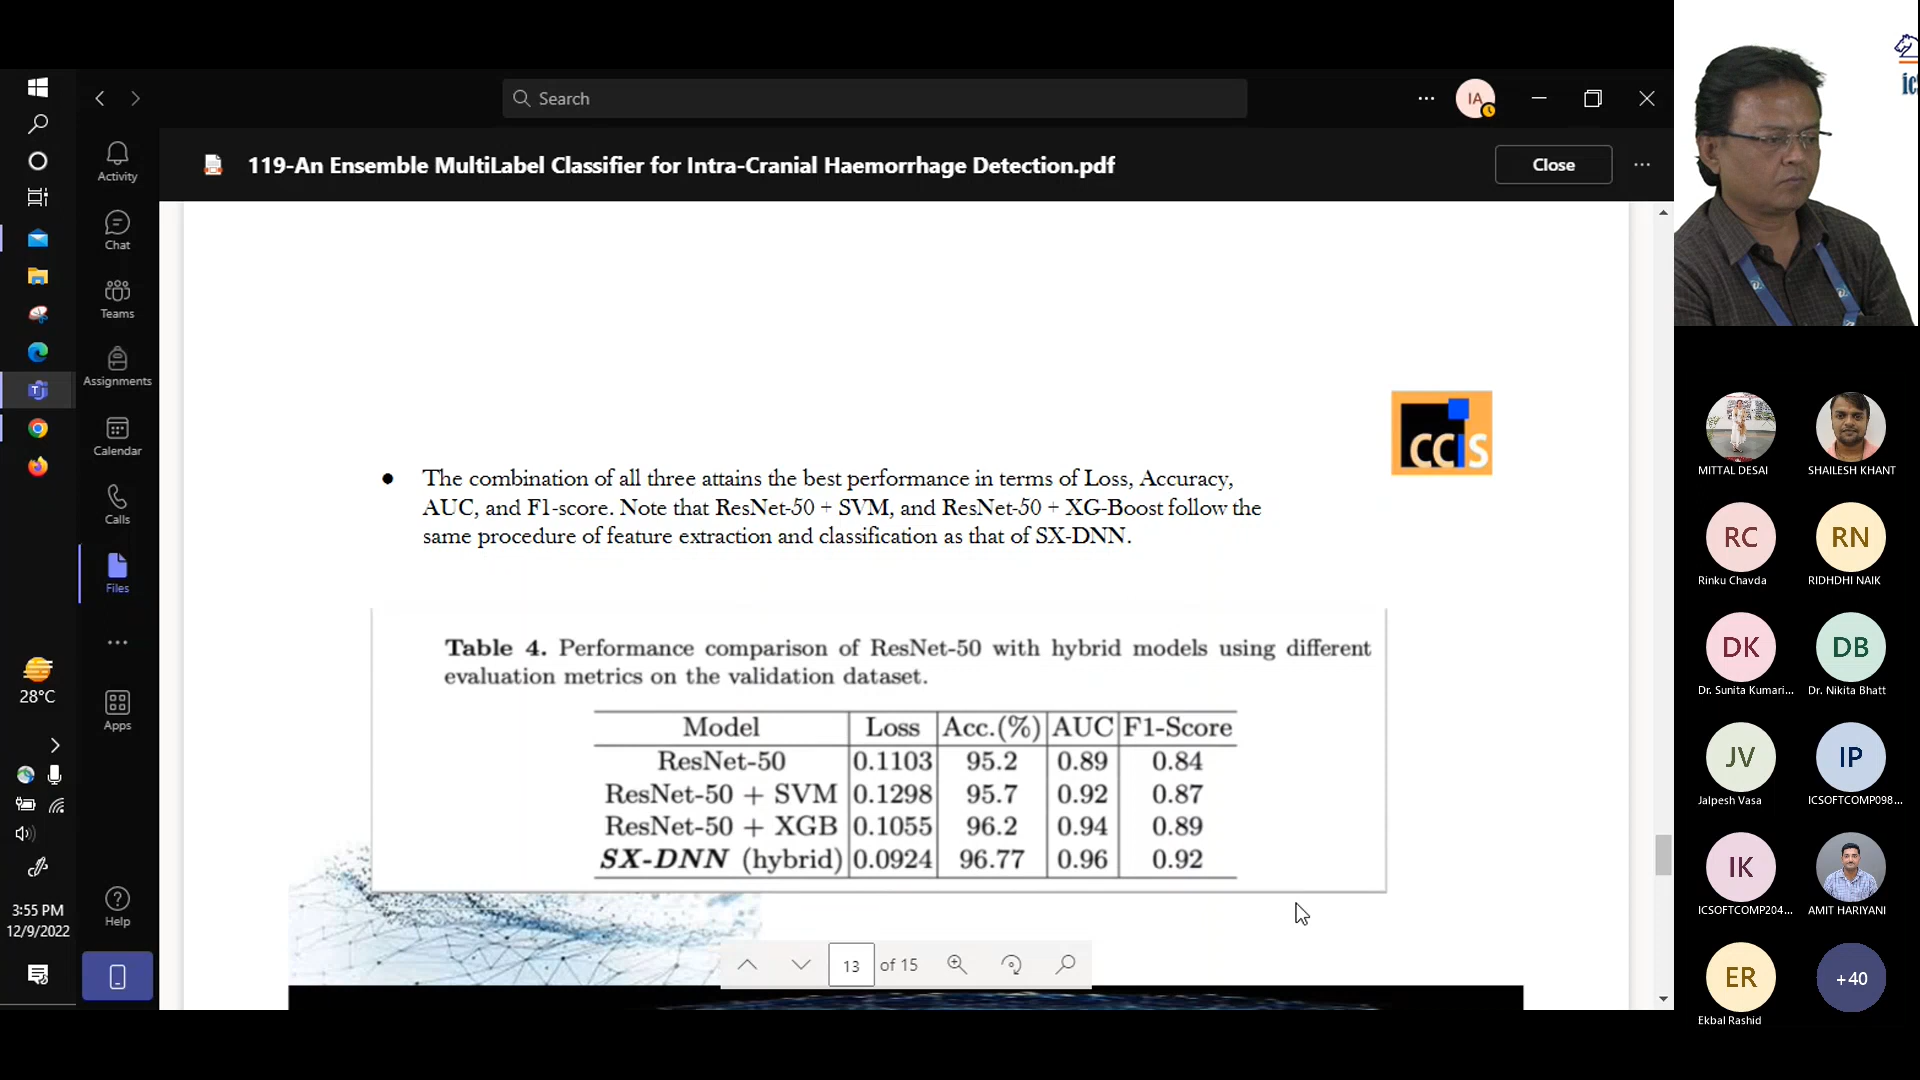 Search
IA
ic
119-An Ensemble MultiLabel Classifier for Intra-Cranial Haemorrhage Detection.pdf
Close
Activity
Chat
Teams
Assignments
Calendar
Calls
Files
Apps
Help
28°C
3:55 PM
12/9/2022
CCIS
● The combination of all three attains the best performance in terms of Loss, Accuracy,
AUC, and F1-score. Note that ResNet-50 + SVM, and ResNet-50 + XG-Boost follow the
same procedure of feature extraction and classification as that of SX-DNN.
Table 4. Performance comparison of ResNet-50 with hybrid models using different
evaluation metrics on the validation dataset.
Model Loss Acc.(%) AUC F1-Score
ResNet-50 0.1103 95.2 0.89 0.84
ResNet-50 + SVM 0.1298 95.7 0.92 0.87
ResNet-50 + XGB 0.1055 96.2 0.94 0.89
SX-DNN (hybrid) 0.0924 96.77 0.96 0.92
13 of 15
MITTAL DESAI SHAILESH KHANT
RC RN
Rinku Chavda RIDHDHI NAIK
DK DB
Dr. Sunita Kumari... Dr. Nikita Bhatt
JV IP
Jalpesh Vasa ICSOFTCOMP098...
IK
ICSOFTCOMP204... AMIT HARIYANI
ER +40
Ekbal Rashid